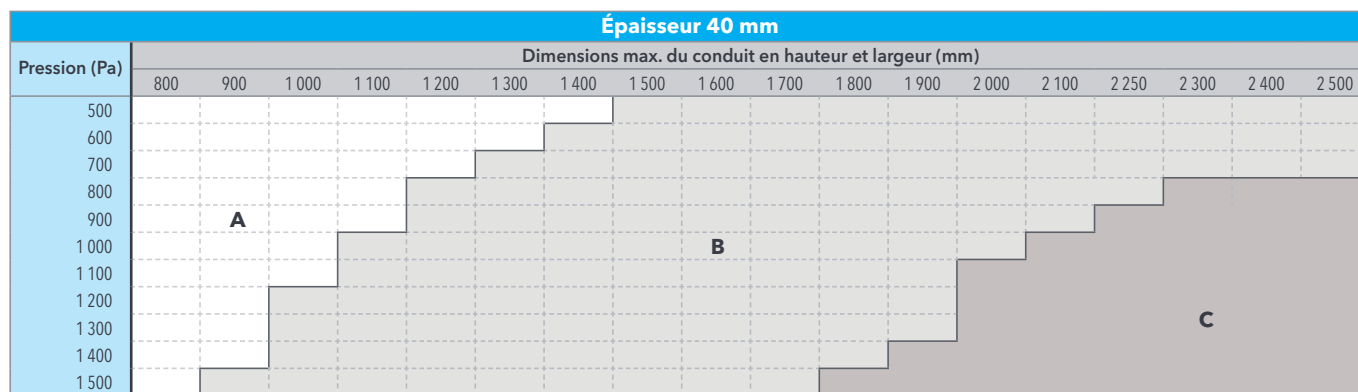 Épaisseur 40 mm
Pression (Pa)
Dimensions max. du conduit en hauteur et largeur (mm)
800 900 1 000 1 100 1 200 1 300 1 400 1 500 1 600 1 700 1 800 1 900 2 000 2 100 2 250 2 300 2 400 2 500
500
600
700
800
900 A
1 000 B
1 100
1 200
1 300 C
1 400
1 500